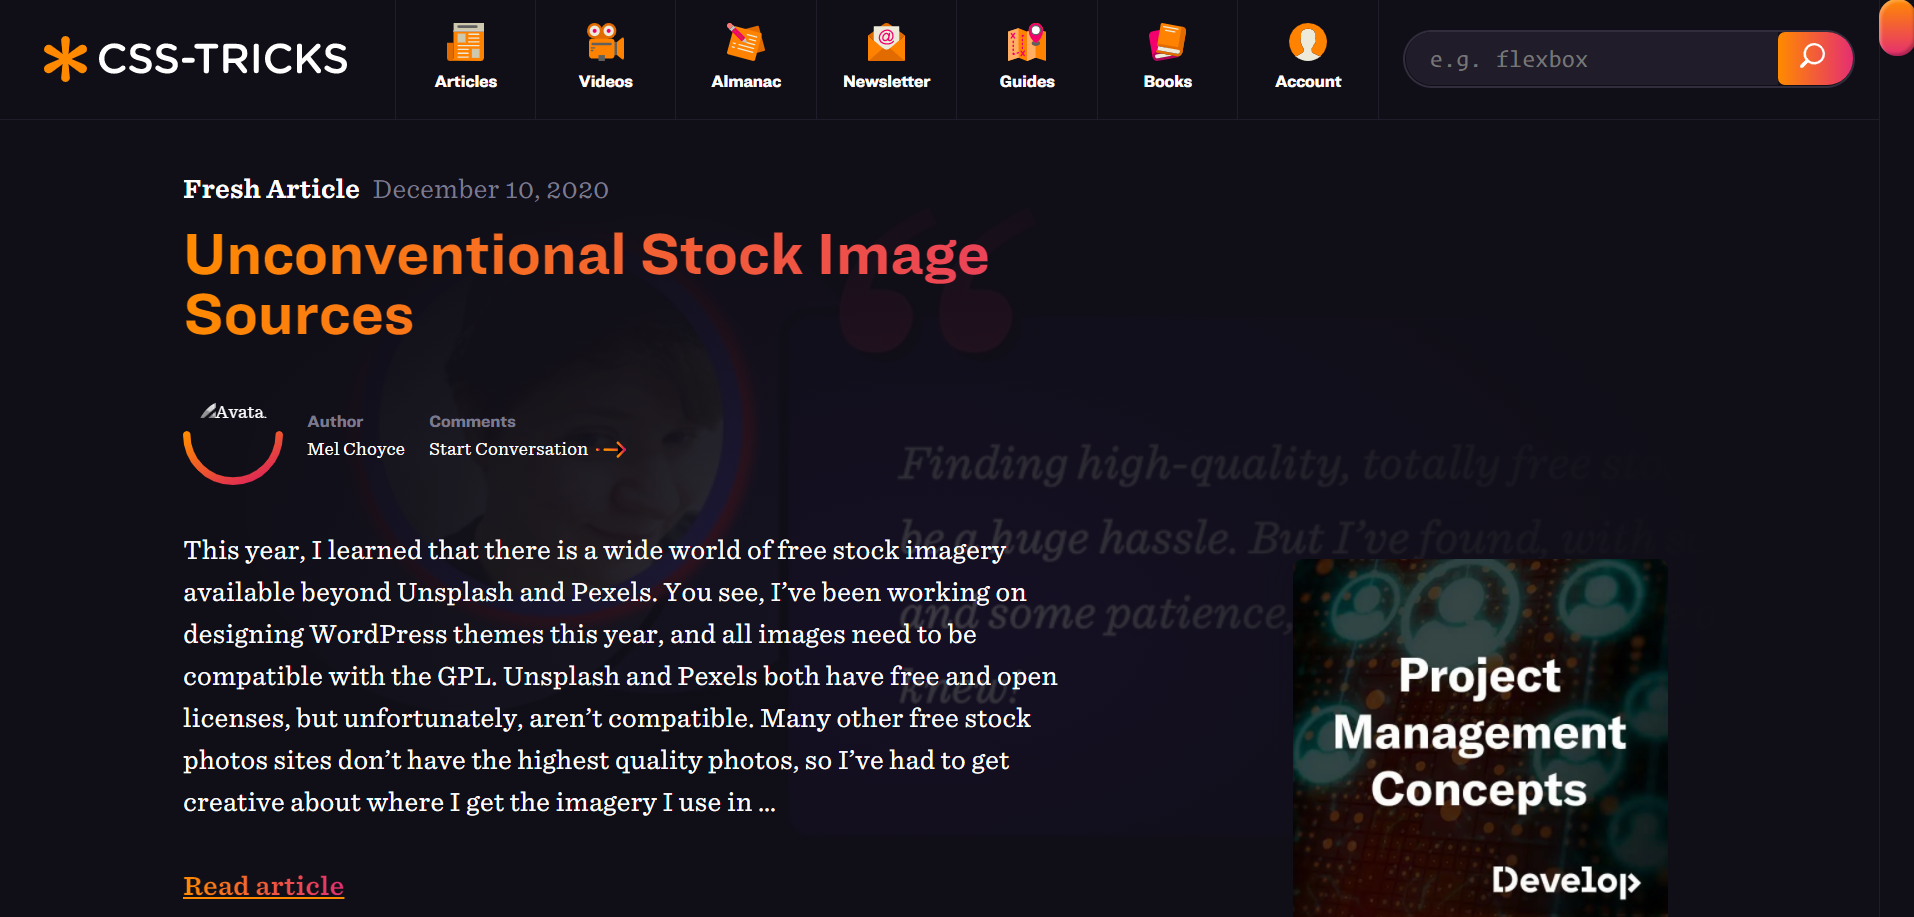 CSS-TRICKS
Articles
Videos
Almanac
Newsletter
Guides
Books
Account
e.g. flexbox
Fresh Article December 10, 2020
Unconventional Stock Image
Sources
Avata
Author
Mel Choyce
Comments
Start Conversation
“
Finding high-quality, totally free
be a huge hassle. But I’ve found, with
and some patience,
knew!
This year, I learned that there is a wide world of free stock imagery
available beyond Unsplash and Pexels. You see, I’ve been working on
designing WordPress themes this year, and all images need to be
compatible with the GPL. Unsplash and Pexels both have free and open
licenses, but unfortunately, aren’t compatible. Many other free stock
photos sites don’t have the highest quality photos, so I’ve had to get
creative about where I get the imagery I use in ...
Read article
Project
Management
Concepts
Develop